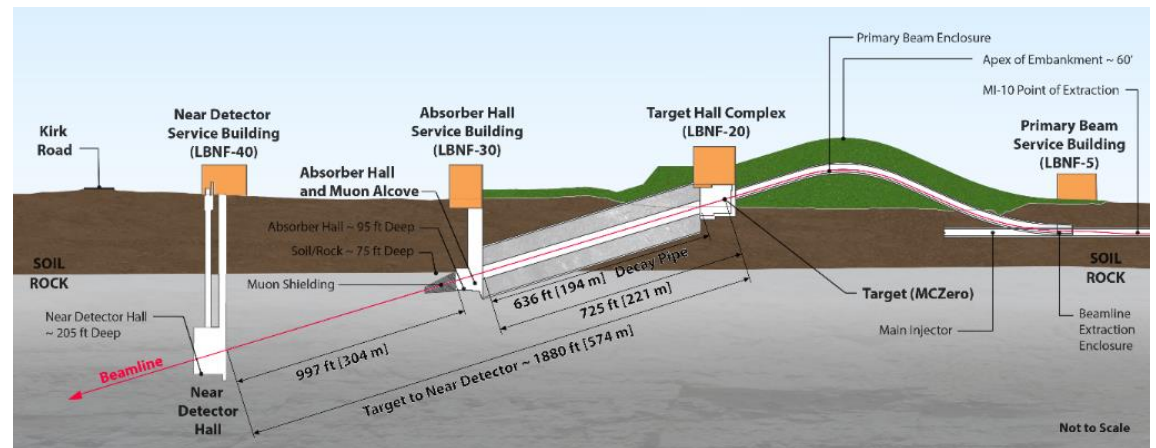 Kirk
Road
Near Detector
Service Building
(LBNF-40)
Absorber Hall
Service Building
(LBNF-30)
Absorber Hall
and Muon Alcove
Absorber Hall ~ 95 ft Deep
Soil/Rock ~ 75 ft Deep
Muon Shielding
SOIL
ROCK
Near Detector Hall
~ 205 ft Deep
Beamline
Near
Detector
Hall
Target Hall Complex
(LBNF-20)
Primary Beam Enclosure
Apex of Embankment ~ 60'
MI-10 Point of Extraction
Primary Beam
Service Building
(LBNF-5)
636 ft [194 m] Decay Pipe
725 ft [221 m]
997 ft [304 m]
Target to Near Detector ~ 1880 ft [574 m]
Target (MCZero)
Main Injector
SOIL
ROCK
Beamline
Extraction
Enclosure
Not to Scale